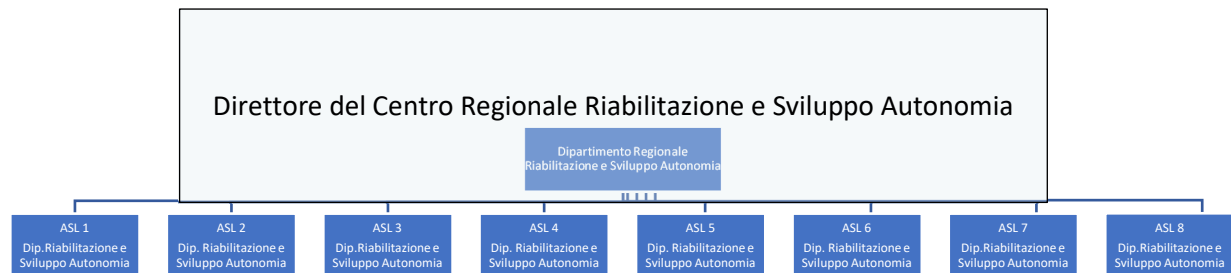 Direttore del Centro Regionale Riabilitazione e Sviluppo Autonomia
Dipartimento Regionale
Riabilitazione e Sviluppo Autonomia
ASL 1
Dip.Riabilitazione e
Sviluppo Autonomia
ASL 2
Dip. Riabilitazione e
Sviluppo Autonomia
ASL 3
Dip.Riabilitazione e
Sviluppo Autonomia
ASL 4
Dip. Riabilitazione e
Sviluppo Autonomia
ASL 5
Dip. Riabilitazione e
Sviluppo Autonomia
ASL 6
Dip. Riabilitazione e
Sviluppo Autonomia
ASL 7
Dip.Riabilitazione e
Sviluppo Autonomia
ASL 8
Dip.Riabilitazione e
Sviluppo Autonomia